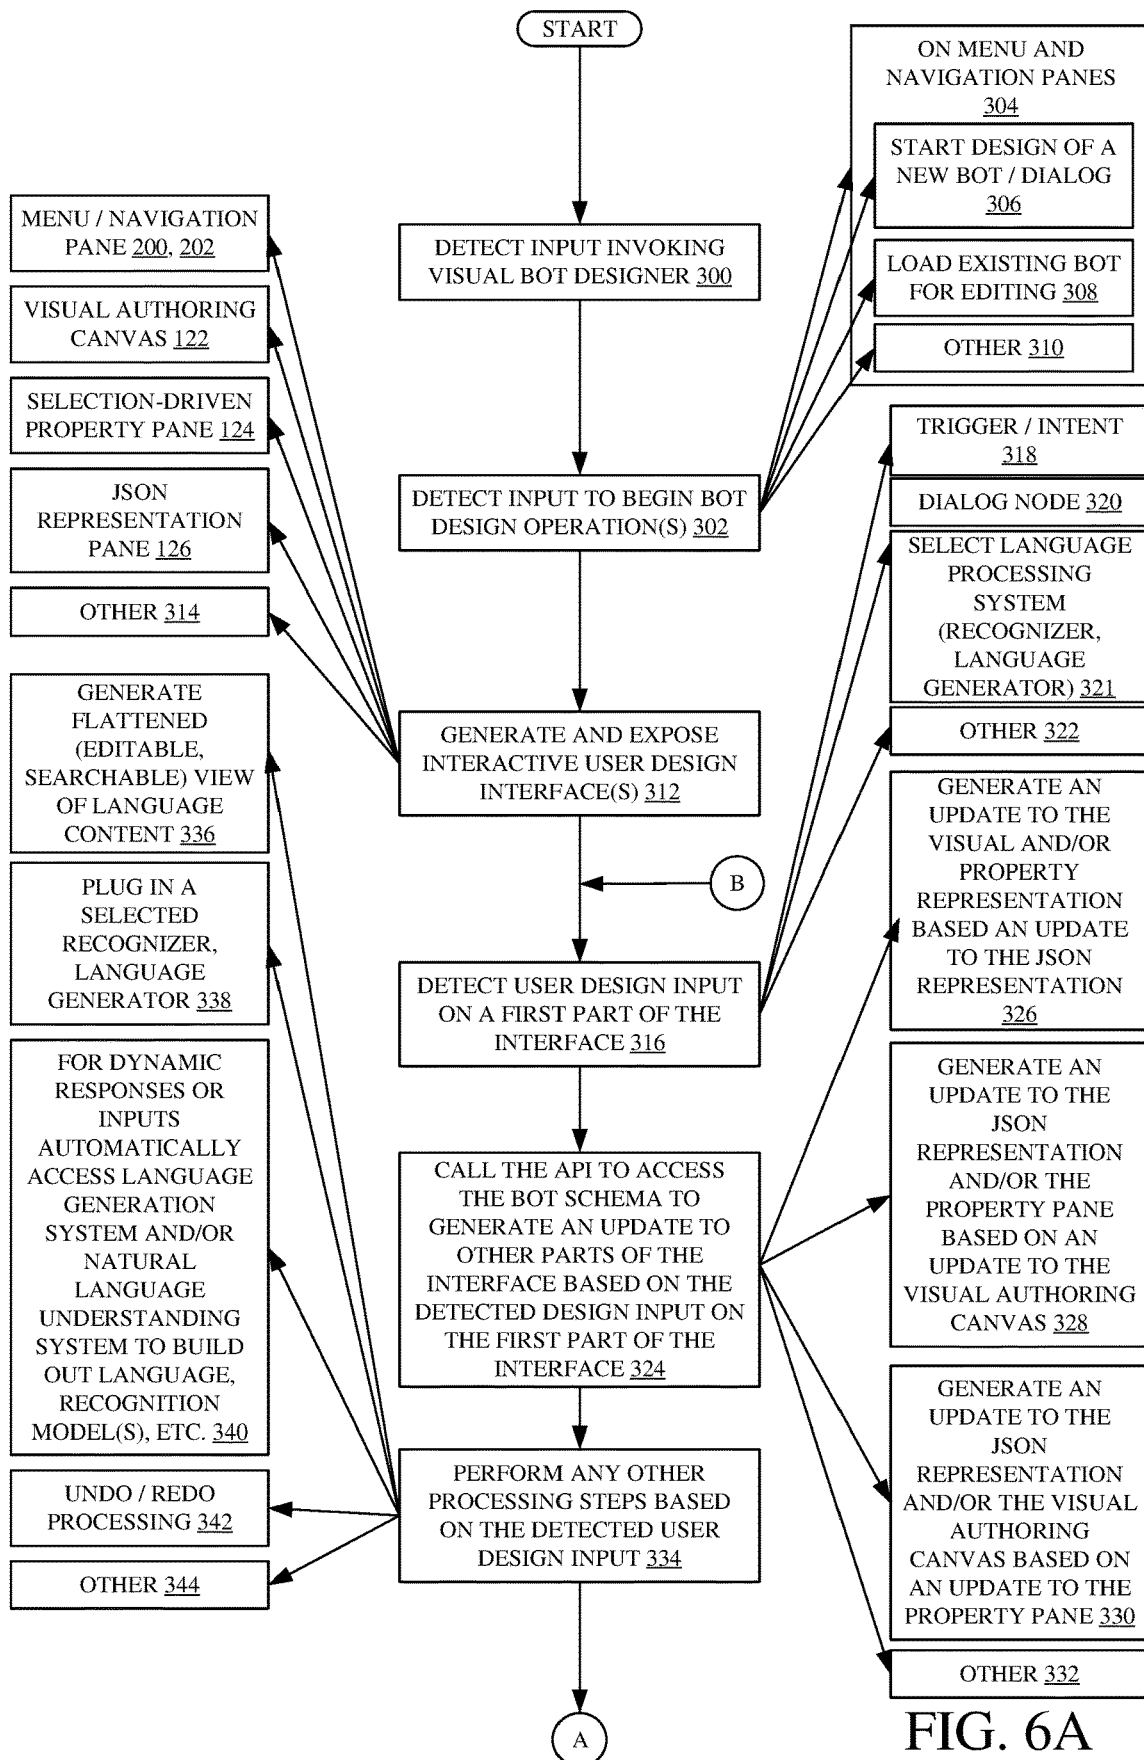 START
ON MENU AND
NAVIGATION PANES
304
START DESIGN OF A
NEW BOT / DIALOG
306
LOAD EXISTING BOT
FOR EDITING 308
OTHER 310
MENU / NAVIGATION
PANE 200, 202
VISUAL AUTHORING
CANVAS 122
SELECTION-DRIVEN
PROPERTY PANE 124
JSON
REPRESENTATION
PANE 126
OTHER 314
DETECT INPUT INVOKING
VISUAL BOT DESIGNER 300
DETECT INPUT TO BEGIN BOT
DESIGN OPERATION(S) 302
GENERATE AND EXPOSE
INTERACTIVE USER DESIGN
INTERFACE(S) 312
B
TRIGGER / INTENT
318
DIALOG NODE 320
SELECT LANGUAGE
PROCESSING
SYSTEM
(RECOGNIZER,
LANGUAGE
GENERATOR) 321
OTHER 322
DETECT USER DESIGN INPUT
ON A FIRST PART OF THE
INTERFACE 316
CALL THE API TO ACCESS
THE BOT SCHEMA TO
GENERATE AN UPDATE TO
OTHER PARTS OF THE
INTERFACE BASED ON THE
DETECTED DESIGN INPUT ON
THE FIRST PART OF THE
INTERFACE 324
GENERATE AN
UPDATE TO THE
VISUAL AND/OR
PROPERTY
REPRESENTATION
BASED AN UPDATE
TO THE JSON
REPRESENTATION
326
GENERATE AN
UPDATE TO THE
JSON
REPRESENTATION
AND/OR THE
PROPERTY PANE
BASED ON AN
UPDATE TO THE
VISUAL AUTHORING
CANVAS 328
GENERATE AN
UPDATE TO THE
JSON
REPRESENTATION
AND/OR THE VISUAL
AUTHORING
CANVAS BASED ON
AN UPDATE TO THE
PROPERTY PANE 330
OTHER 332
GENERATE
FLATTENED
(EDITABLE,
SEARCHABLE) VIEW
OF LANGUAGE
CONTENT 336
PLUG IN A
SELECTED
RECOGNIZER,
LANGUAGE
GENERATOR 338
FOR DYNAMIC
RESPONSES OR
INPUTS
AUTOMATICALLY
ACCESS LANGUAGE
GENERATION
SYSTEM AND/OR
NATURAL
LANGUAGE
UNDERSTANDING
SYSTEM TO BUILD
OUT LANGUAGE,
RECOGNITION
MODEL(S), ETC. 340
UNDO / REDO
PROCESSING 342
OTHER 344
PERFORM ANY OTHER
PROCESSING STEPS BASED
ON THE DETECTED USER
DESIGN INPUT 334
A
FIG. 6A